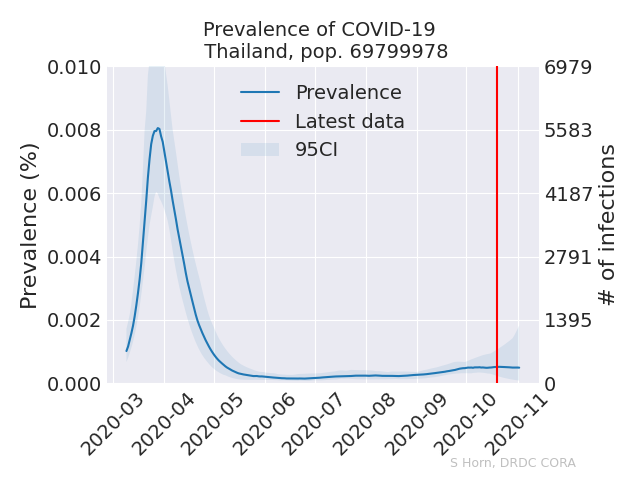 Prevalence of COVID-19
Thailand, pop. 69799978
Prevalence (%)
0.010
0.008
0.006
0.004
0.002
0.000
Prevalence
Latest data
95CI
6979
5583
4187
2791
1395
0
# of infections
2020-03
2020-04
2020-05
2020-06
2020-07
2020-08
2020-09
2020-10
2020-11
S Horn, DRDC CORA